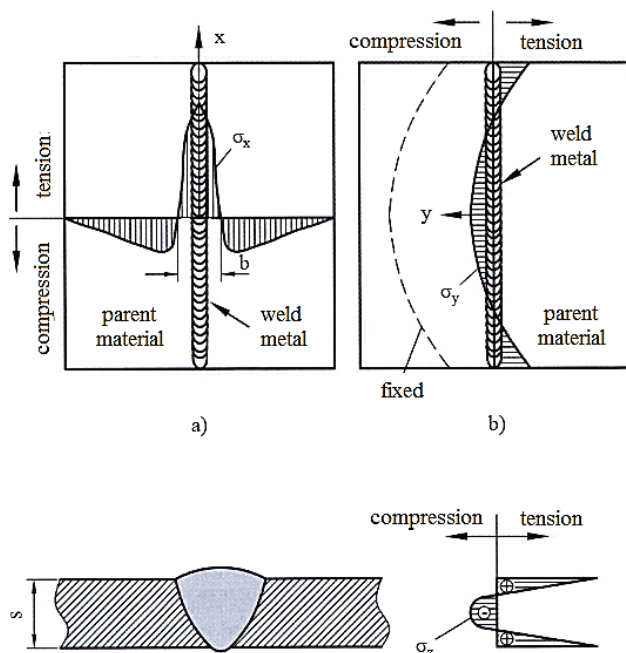 x
tension
compression
σx
b
parent
material
weld
metal
a)
compression
tension
weld
metal
y
σy
parent
material
fixed
b)
s
compression
tension
+
-
+
σz